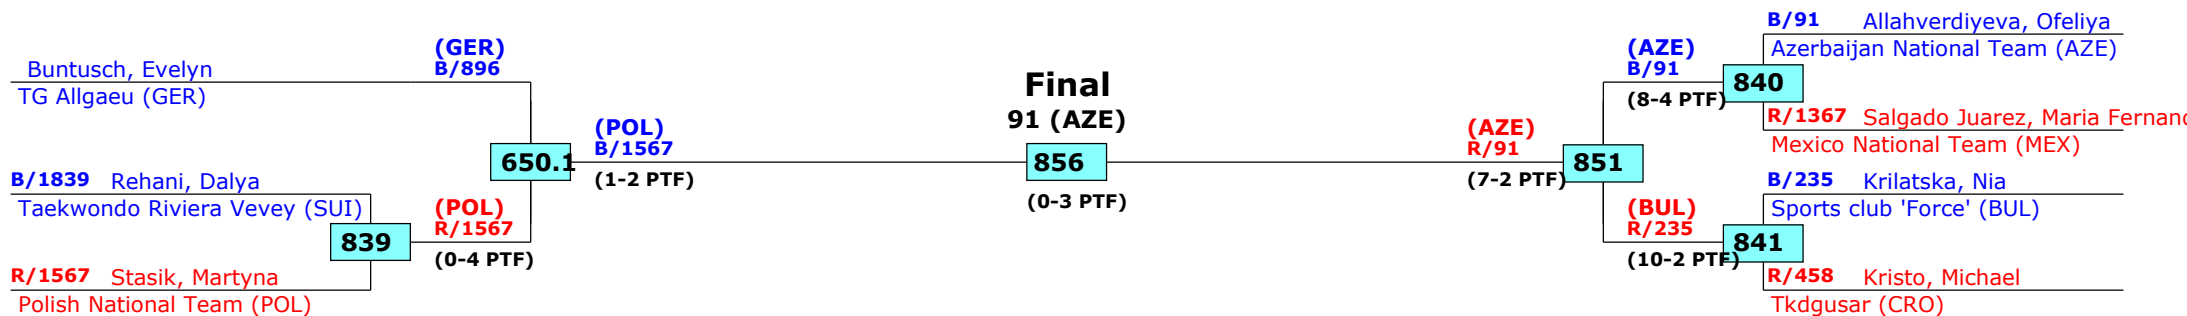 (GER)
B/896
Buntusch, Evelyn
TG Allgaeu (GER)
650.1
B/1839 Rehani, Dalya
Taekwondo Riviera Vevey (SUI)
839
(POL)
R/1567
(0-4 PTF)
R/1567 Stasik, Martyna
Polish National Team (POL)
(POL)
B/1567
(1-2 PTF)
Final
91 (AZE)
856
(0-3 PTF)
(AZE)
R/91
(7-2 PTF)
851
(AZE)
B/91
(8-4 PTF)
840
B/91 Allahverdiyeva, Ofeliya
Azerbaijan National Team (AZE)
R/1367 Salgado Juarez, Maria Fernand
Mexico National Team (MEX)
B/235 Krilatska, Nia
Sports club 'Force' (BUL)
(BUL)
R/235
(10-2 PTF)
841
R/458 Kristo, Michael
Tkdgusar (CRO)